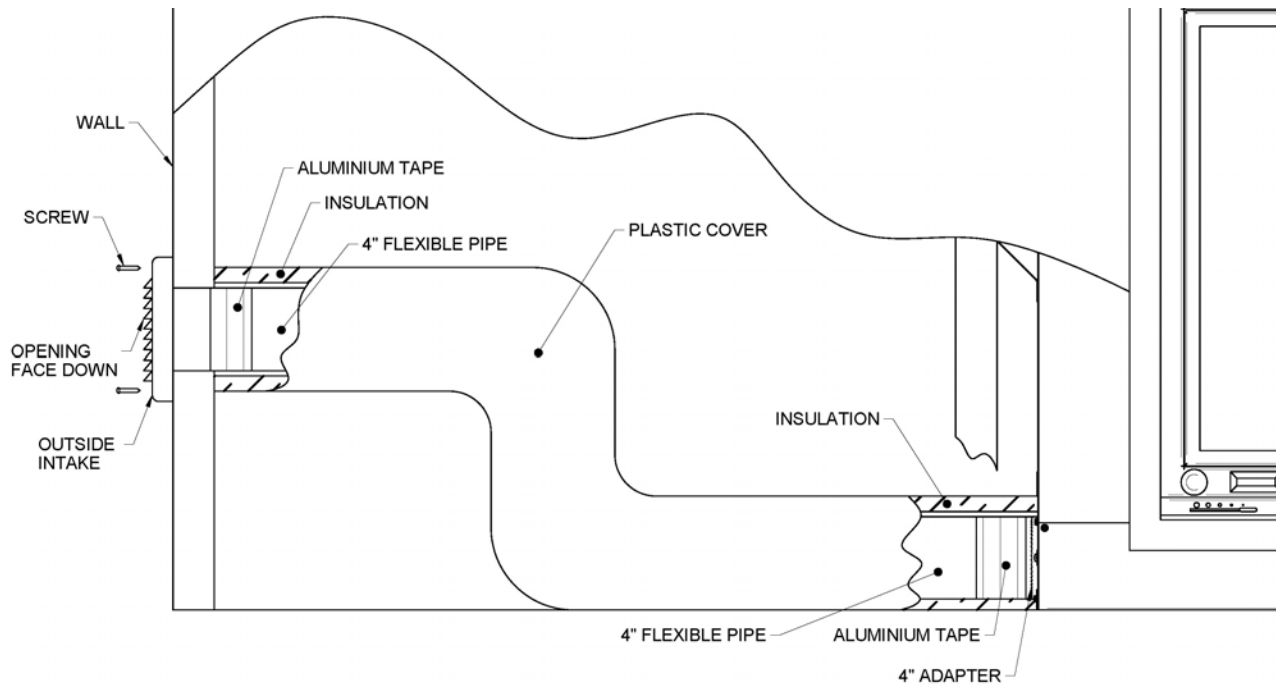 WALL
ALUMINIUM TAPE
INSULATION
SCREW
4" FLEXIBLE PIPE
PLASTIC COVER
OPENING
FACE DOWN
INSULATION
OUTSIDE
INTAKE
4" FLEXIBLE PIPE
ALUMINIUM TAPE
4" ADAPTER